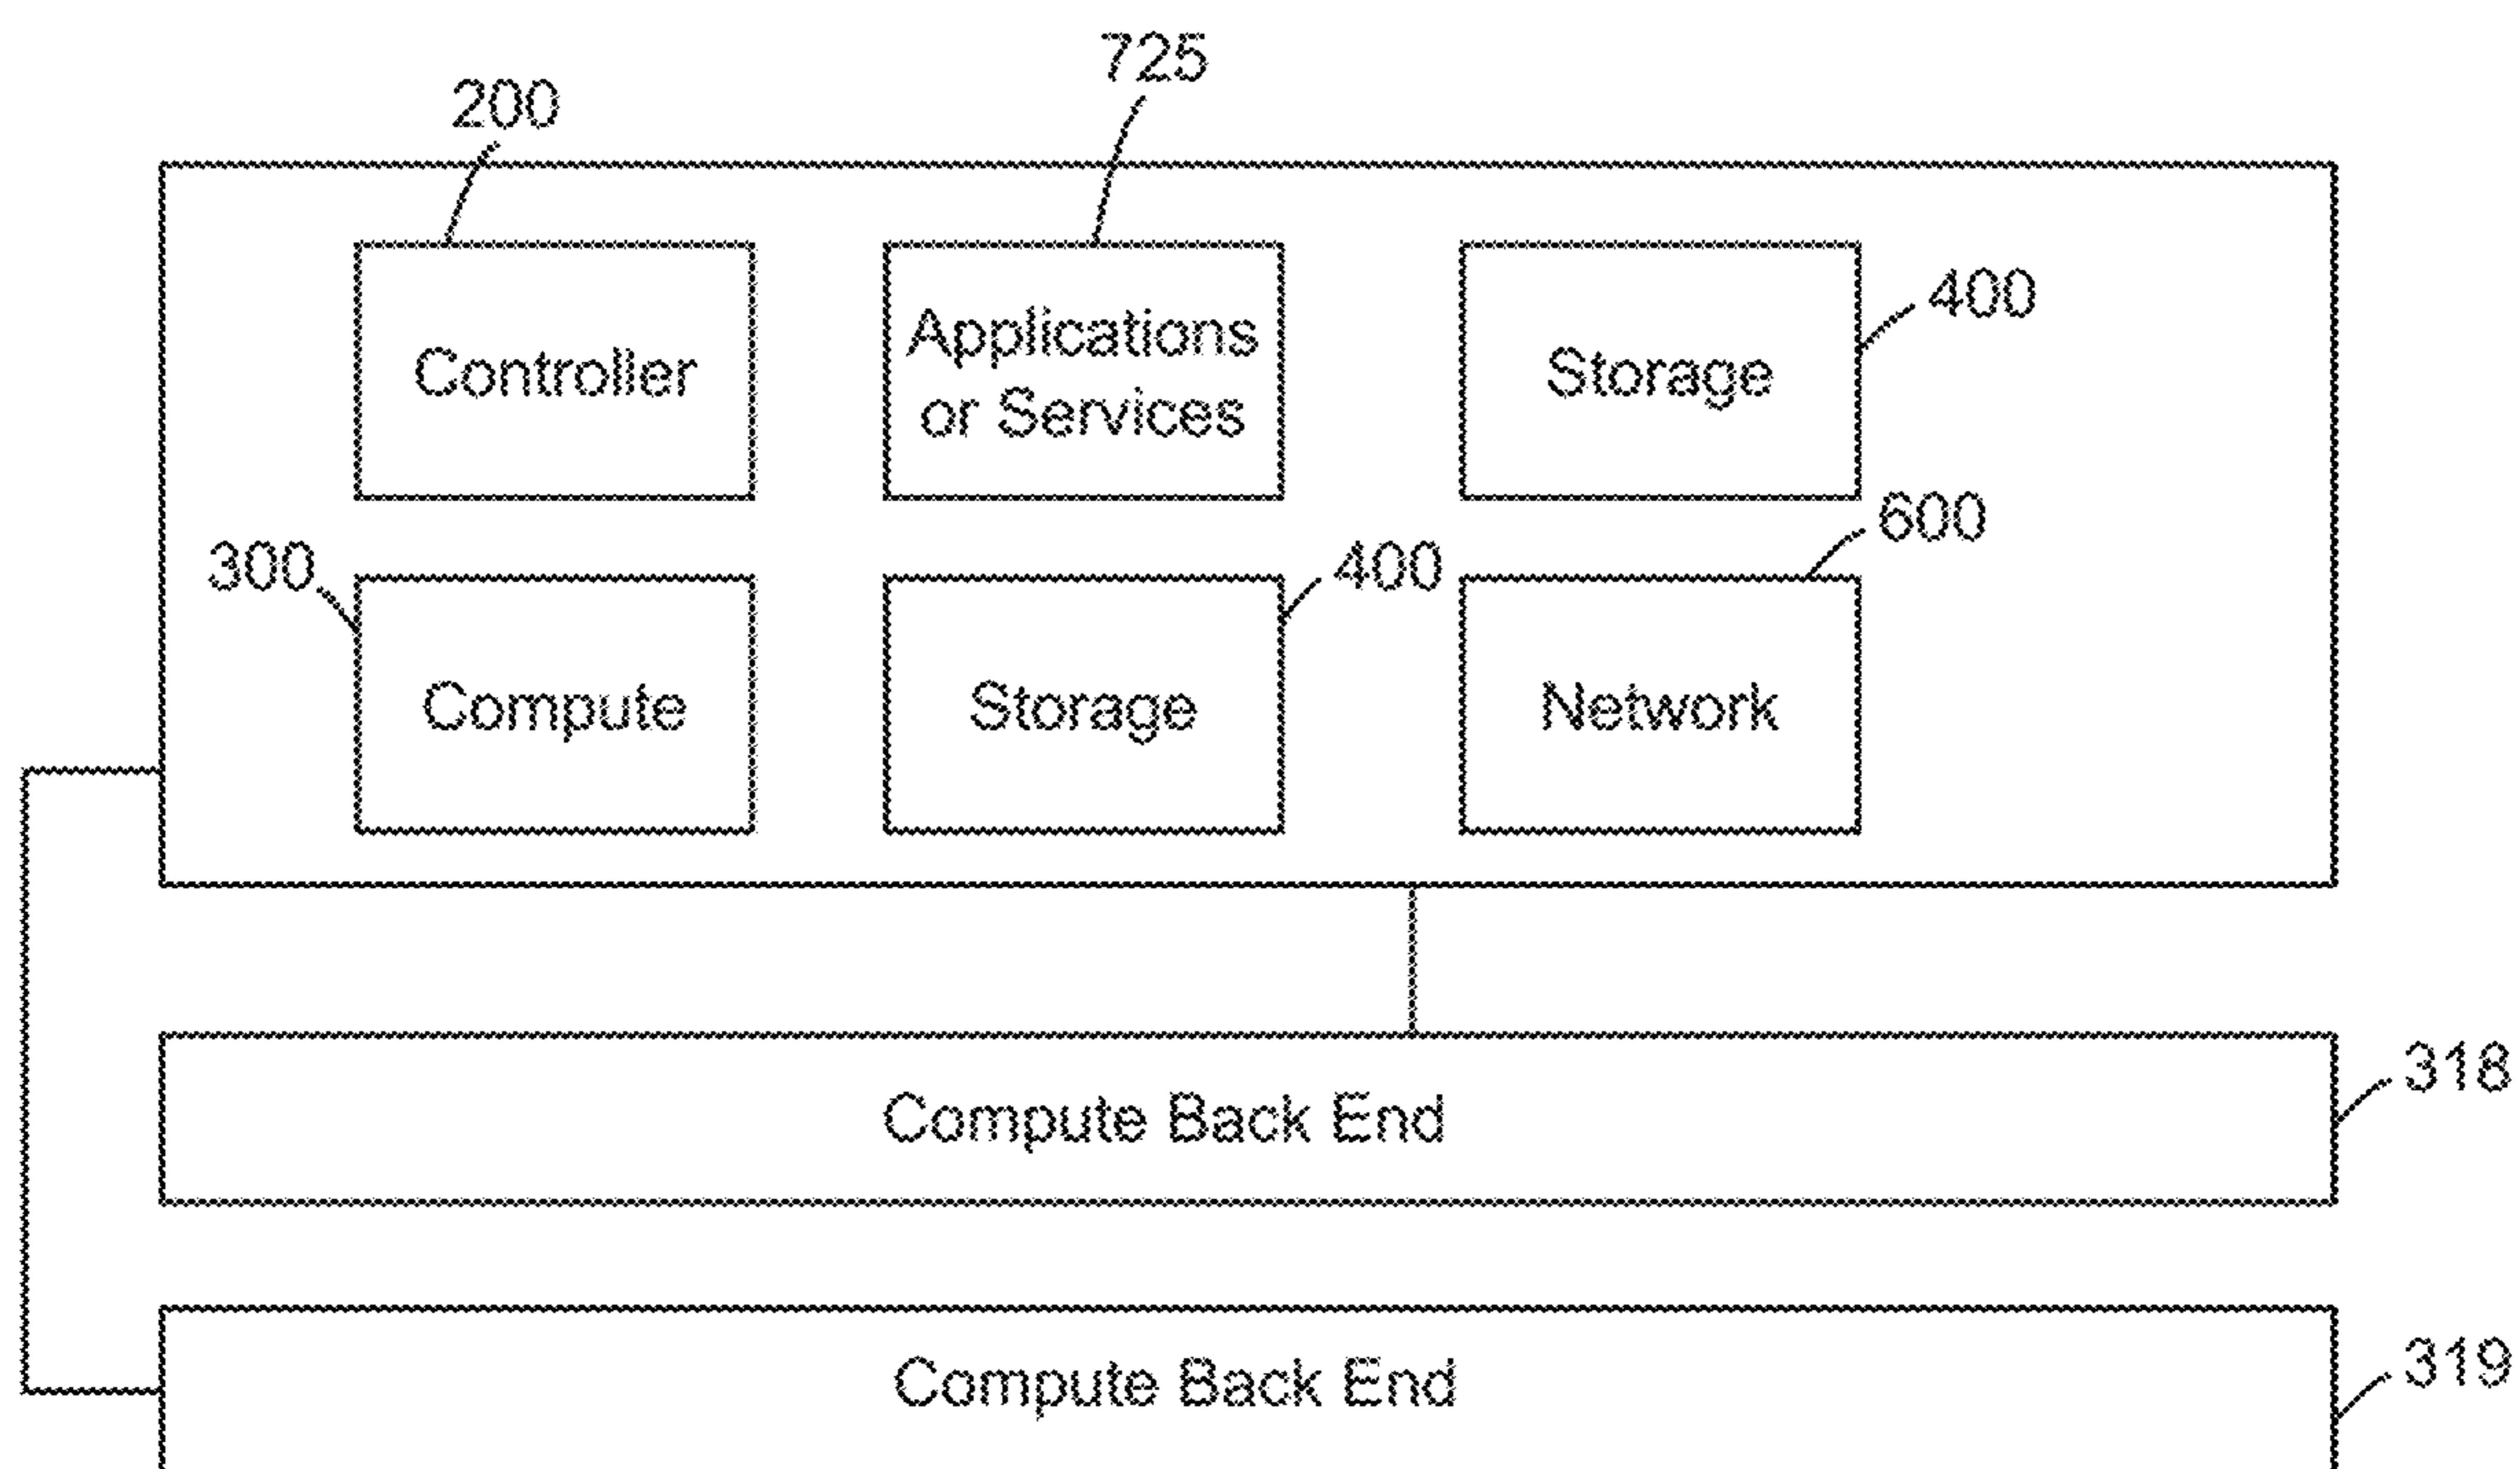 725
200
Controller
Applications
or Services
Storage
400
300
400
600
Compute
Storage
Network
Compute Back End
318
Compute Back End
319